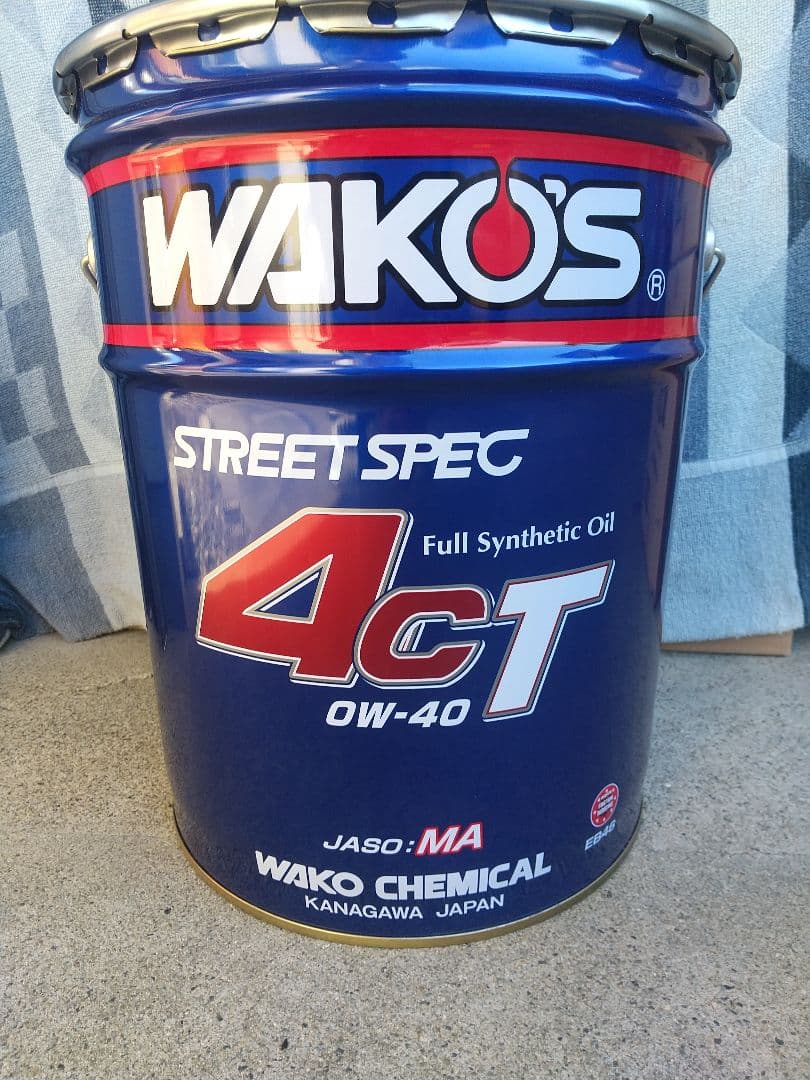 WAKO'S ®
STREET SPEC
Full Synthetic Oil
4CT
0W-40
JASO: MA
EB46
WAKO CHEMICAL
KANAGAWA JAPAN